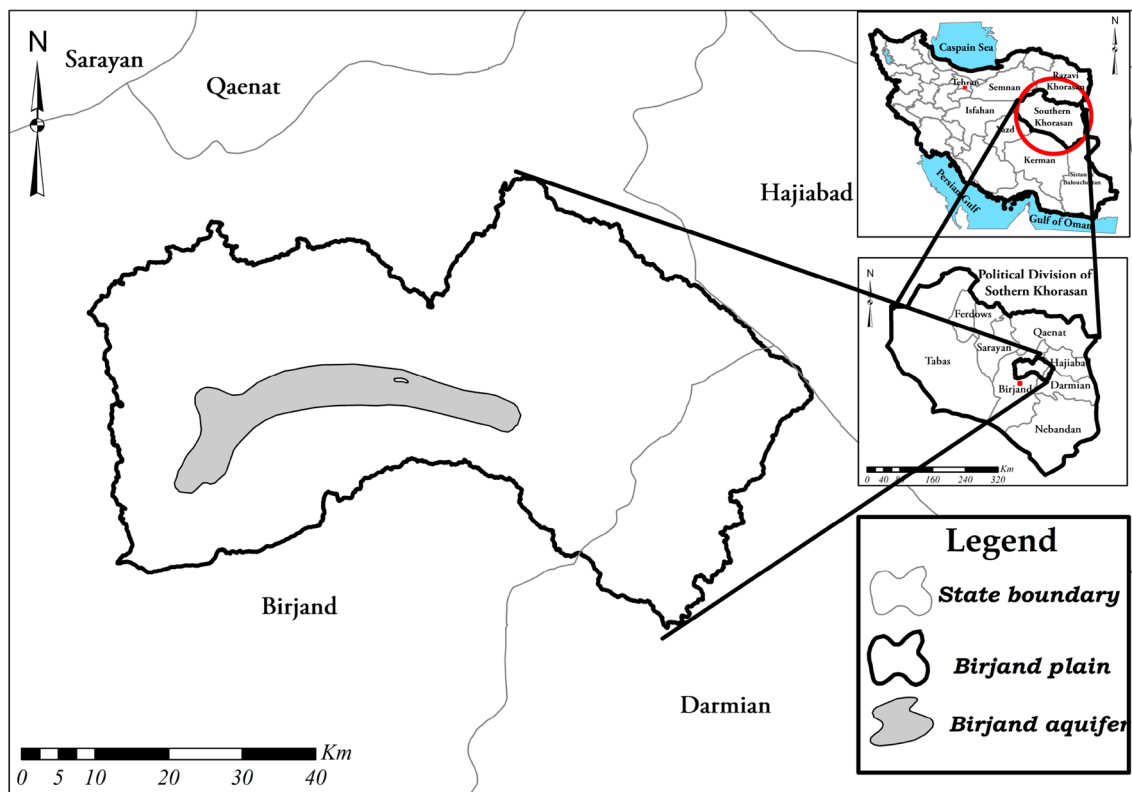 N
Sarayan
Qaenat
Hajiabad
Birjand
Darmian
Km
0 5 10 20 30 40
N
Caspain Sea
Tehran
Semnan
Razavi
Khorasan
Isfahan
Southern
Khorasan
Yazd
Kerman
Sistan
Balouchestan
Persian Gulf
Gulf of Oman
N
Political Division of
Sothern Khorasan
Ferdows
Qaenat
Sarayan
Tabas
Hajiabad
Birjand
Darmian
Nebandan
Km
0 40 80 160 240 320
Legend
State boundary
Birjand plain
Birjand aquifer